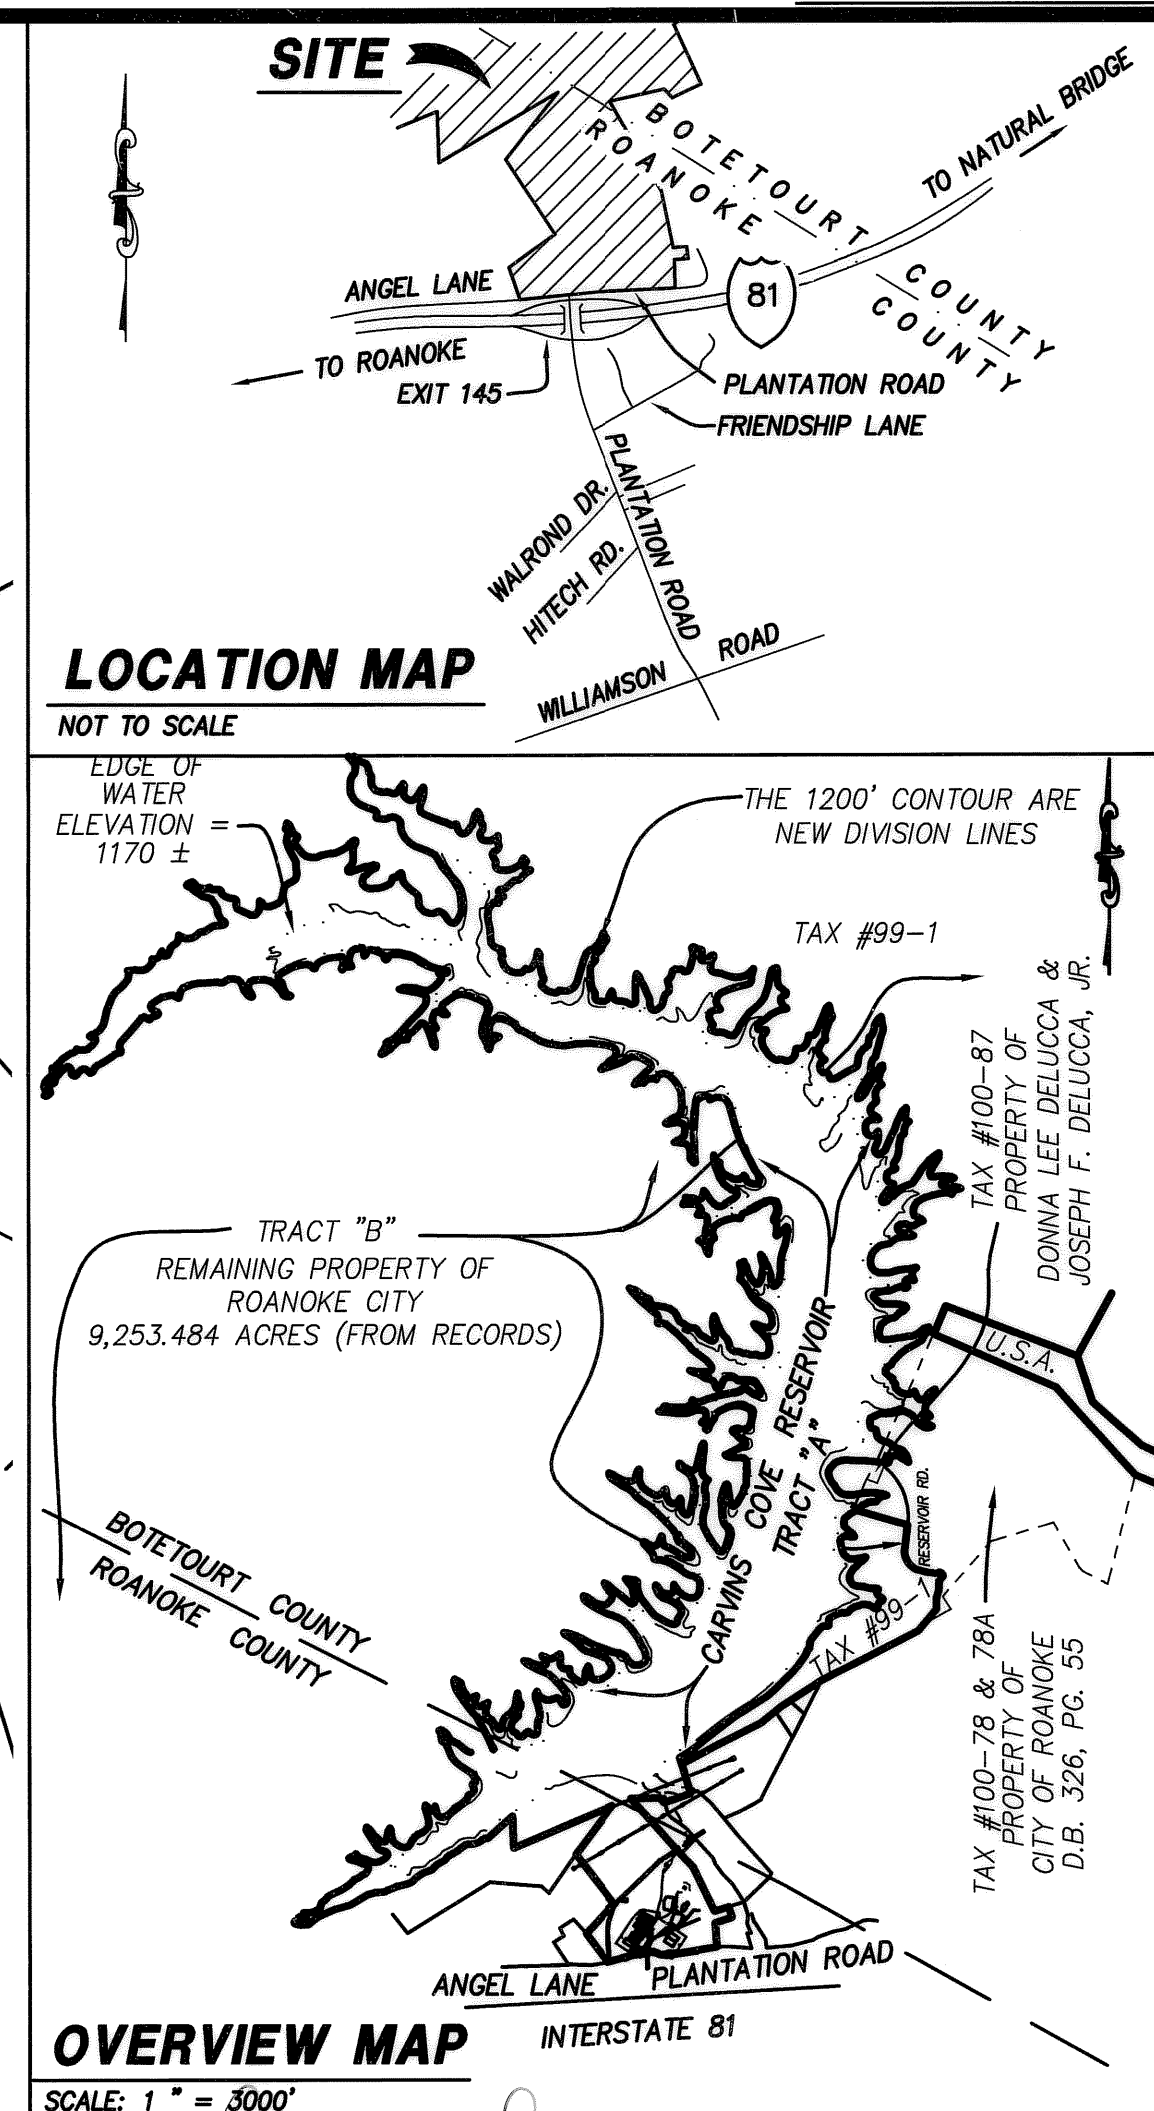 SITE
BOTETOURT COUNTY
ROANOKE COUNTY
TO NATURAL BRIDGE
ANGEL LANE
81
TO ROANOKE
EXIT 145
PLANTATION ROAD
FRIENDSHIP LANE
PLANTATION ROAD
WALROND DR.
HITECH RD.
WILLIAMSON ROAD
LOCATION MAP
NOT TO SCALE
EDGE OF
WATER
ELEVATION =
1170 ±
THE 1200' CONTOUR ARE
NEW DIVISION LINES
TAX #99-1
TAX #100-87
PROPERTY OF
DONNA LEE DELUCCA &
JOSEPH F. DELUCCA, JR.
TRACT "B"
REMAINING PROPERTY OF
ROANOKE CITY
9,253.484 ACRES (FROM RECORDS)
U.S.A.
CARVINS COVE RESERVOIR
TRACT "A"
RESERVOIR RD.
BOTETOURT COUNTY
ROANOKE COUNTY
TAX #99-1
TAX #100-78 & 78A
PROPERTY OF
CITY OF ROANOKE
D.B. 326, PG. 55
ANGEL LANE
PLANTATION ROAD
INTERSTATE 81
OVERVIEW MAP
SCALE: 1 " = 3000'